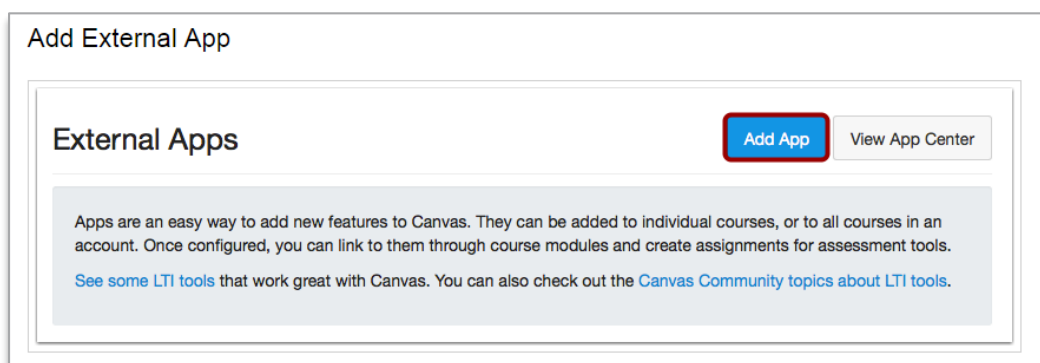 Add External App
External Apps
Add App
View App Center
Apps are an easy way to add new features to Canvas. They can be added to individual courses, or to all courses in an
account. Once configured, you can link to them through course modules and create assignments for assessment tools.
See some LTI tools that work great with Canvas. You can also check out the Canvas Community topics about LTI tools.